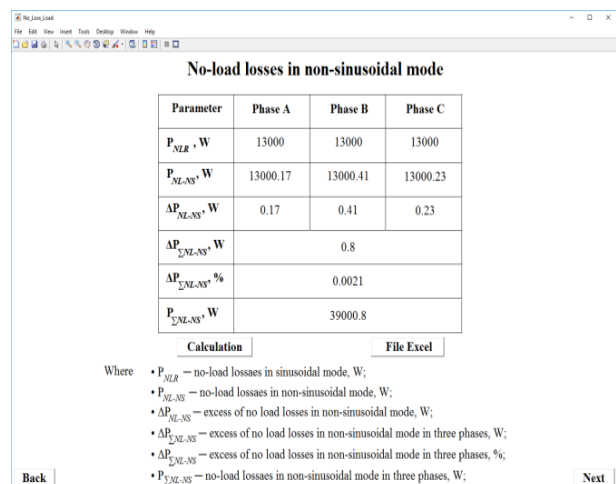 No_Loss_Load
File Edit View Insert Tools Desktop Window Help
No-load losses in non-sinusoidal mode
Parameter Phase A Phase B Phase C
P_NLR , W 13000 13000 13000
P_NL-NS, W 13000.17 13000.41 13000.23
ΔP_NL-NS, W 0.17 0.41 0.23
ΔP_∑NL-NS, W 0.8
ΔP_∑NL-NS, % 0.0021
P_∑NL-NS, W 39000.8
Calculation File Excel
Where • P_NLR – no-load lossaes in sinusoidal mode, W;
• P_NL-NS – no-load lossaes in non-sinusoidal mode, W;
• ΔP_NL-NS – excess of no load losses in non-sinusoidal mode, W;
• ΔP_∑NL-NS – excess of no load losses in non-sinusoidal mode in three phases, W;
• ΔP_∑NL-NS – excess of no load losses in non-sinusoidal mode in three phases, %;
• P_∑NL-NS – no-load lossaes in non-sinusoidal mode in three phases, W;
Back Next